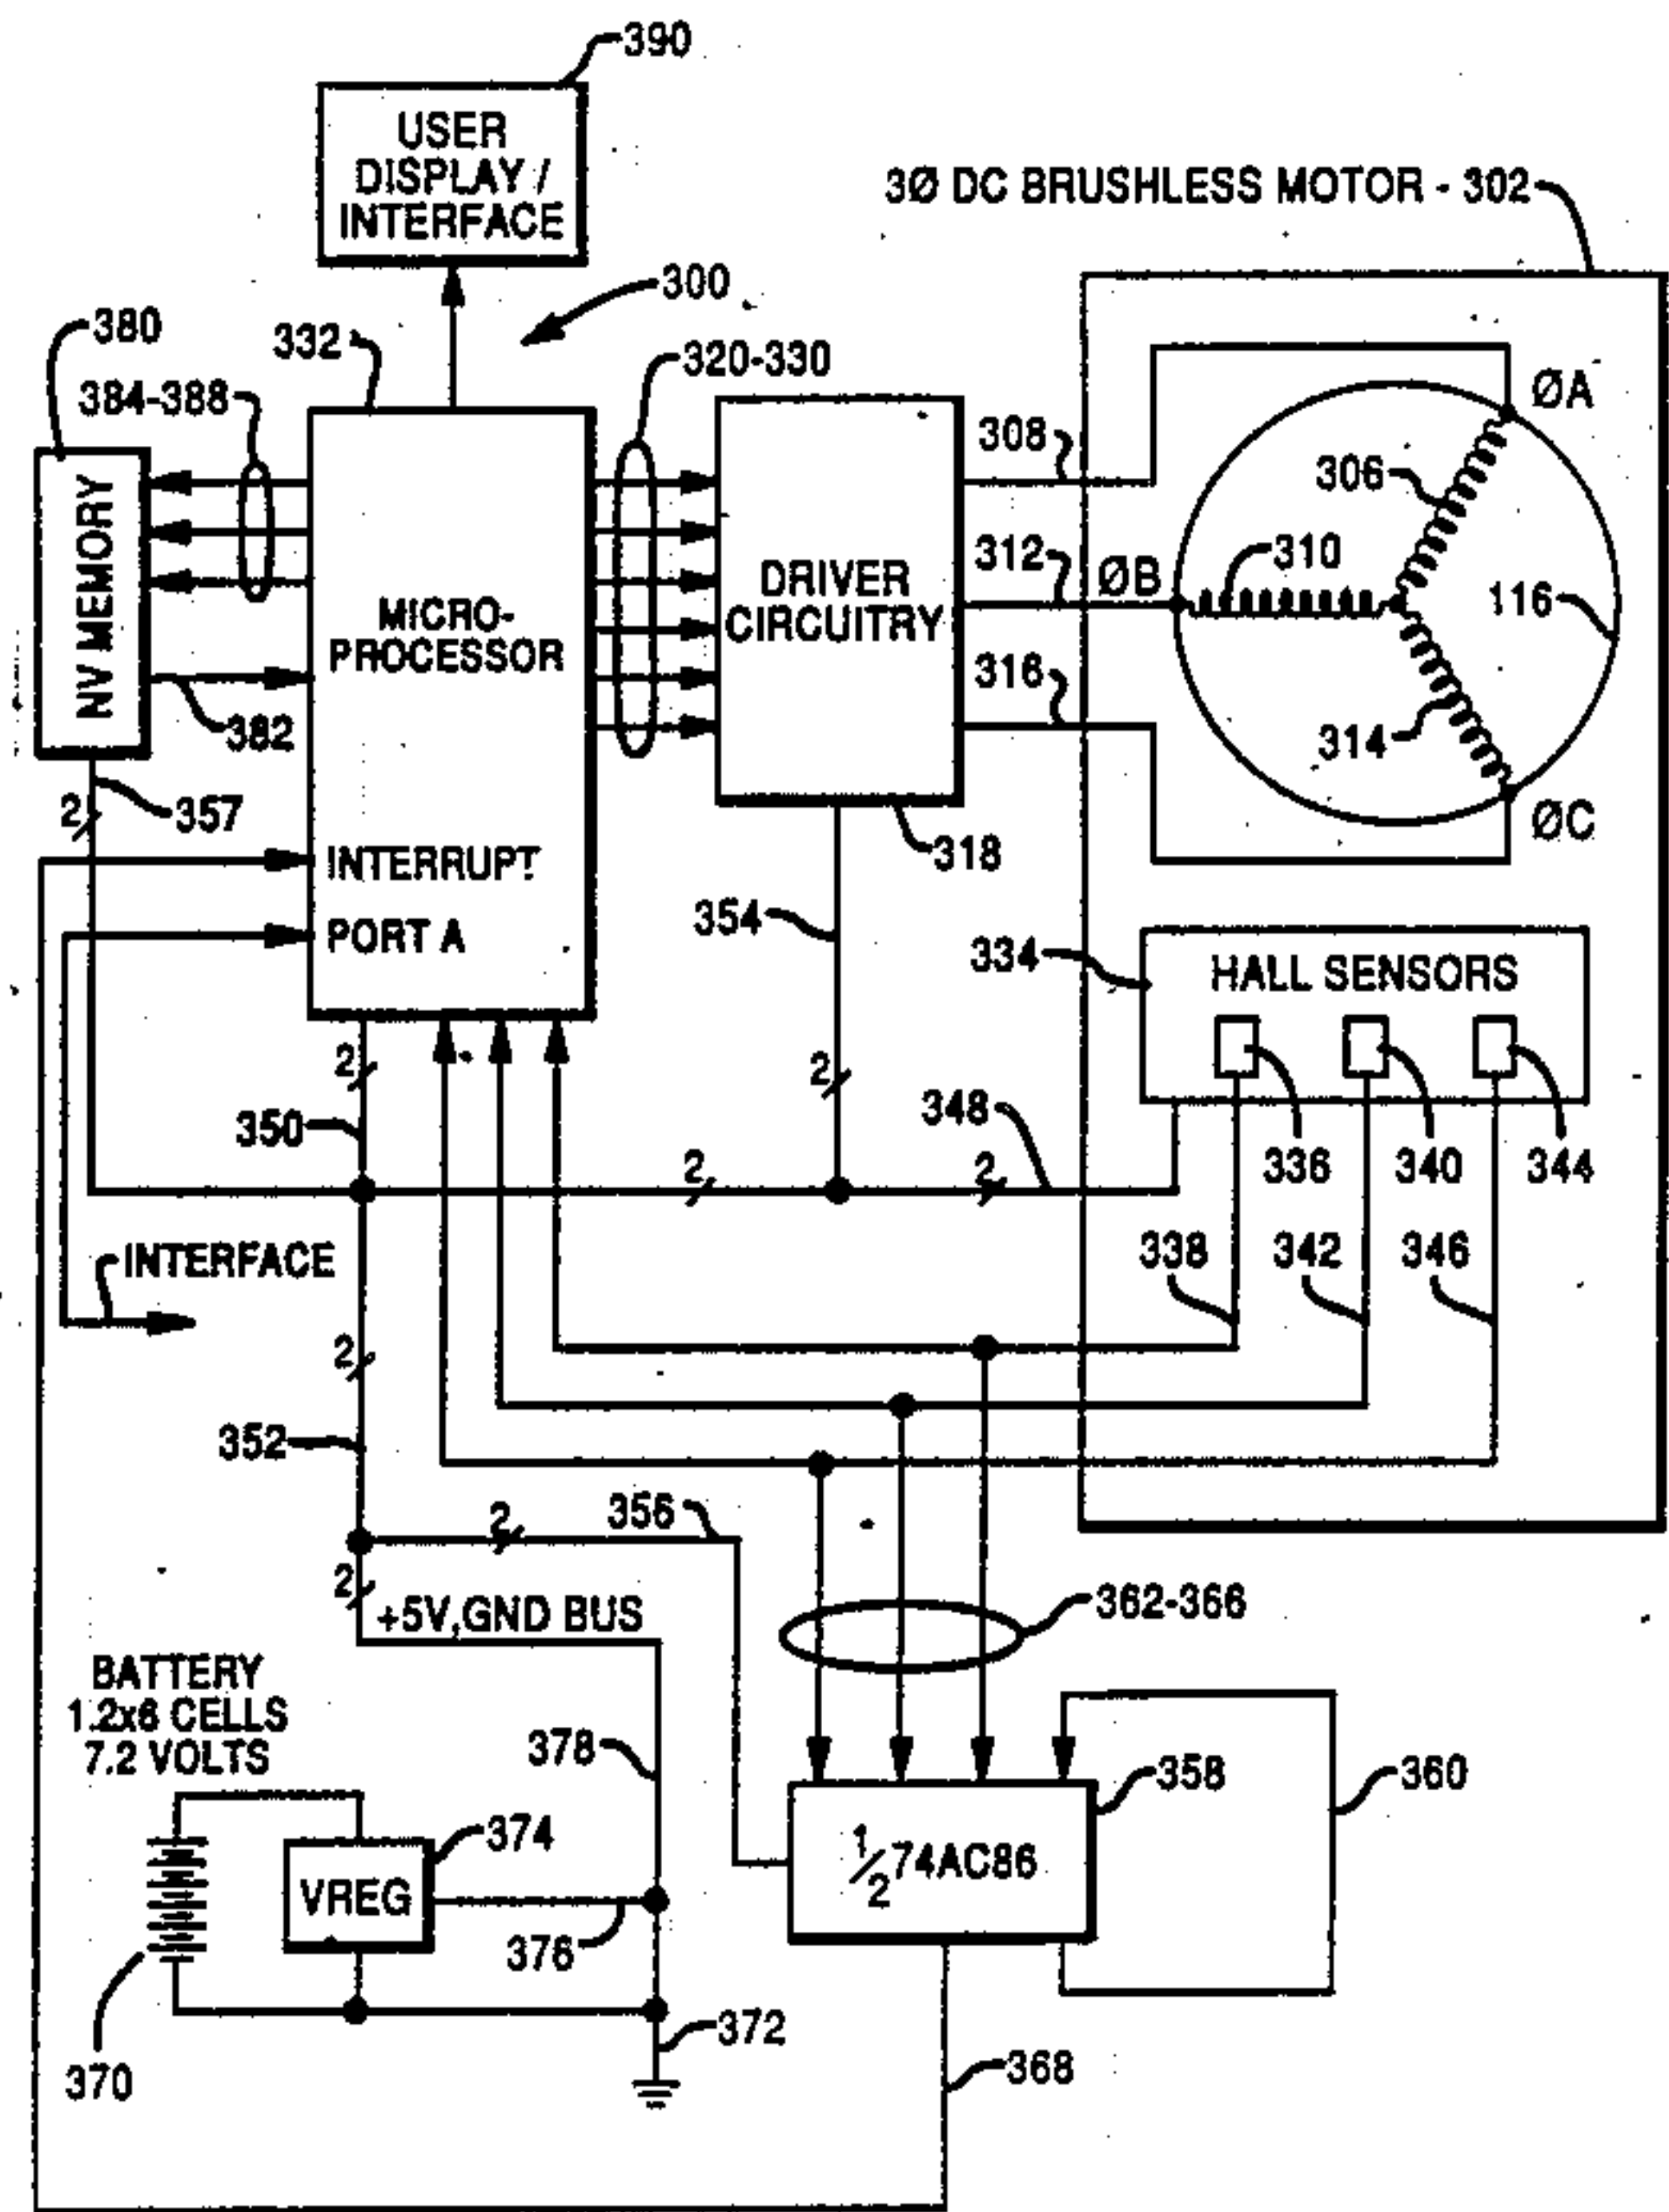 390
USER
DISPLAY /
INTERFACE
3Ø DC BRUSHLESS MOTOR - 302
300
380
332
320-330
384-388
ØA
308
306
NV MEMORY
MICRO-
PROCESSOR
DRIVER
CIRCUITRY
312
ØB
310
116
316
314
382
2
357
ØC
318
INTERRUPT
PORT A
354
334
HALL SENSORS
2
2
350
348
336
340
344
2
2
INTERFACE
338
342
346
2
352
2
356
2
+5V,GND BUS
362-366
BATTERY
1.2x6 CELLS
7.2 VOLTS
378
358
360
374
VREG
1/2 74AC86
376
370
372
368